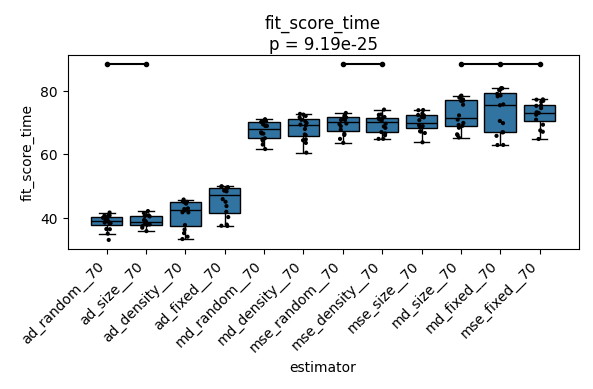 fit_score_time
p = 9.19e-25
fit_score_time
80
60
40
ad_random__70
ad_size__70
ad_density__70
ad_fixed__70
md_random__70
md_density__70
mse_random__70
mse_density__70
mse_size__70
md_size__70
md_fixed__70
mse_fixed__70
estimator